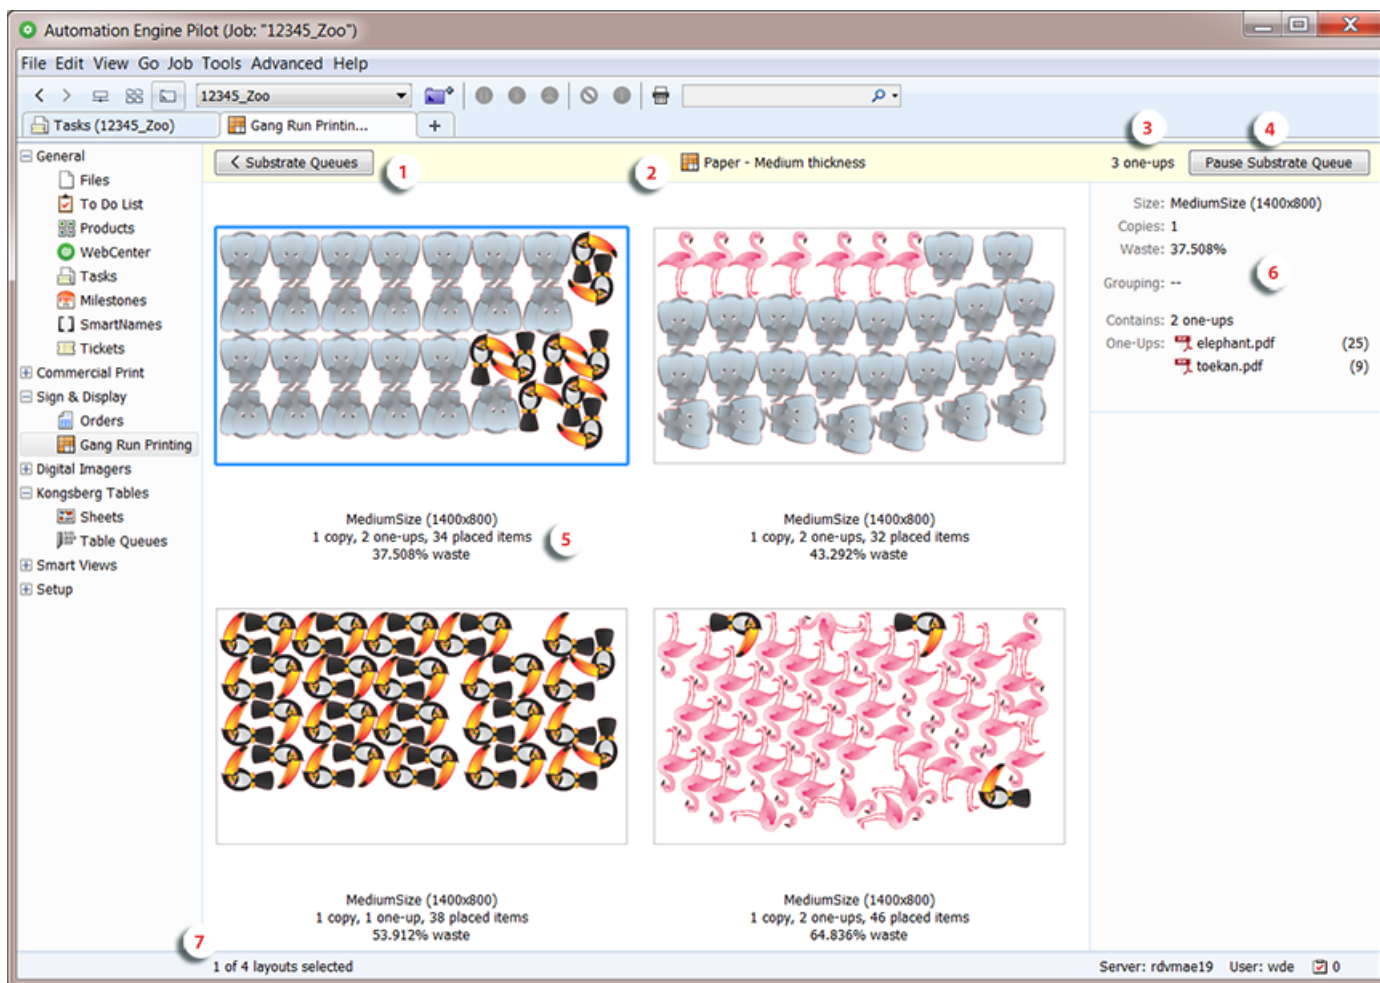 Automation Engine Pilot (Job: "12345_Zoo")
File Edit View Go Job Tools Advanced Help
12345_Zoo
Tasks (12345_Zoo)
Gang Run Printin...
+
General
Files
To Do List
Products
WebCenter
Tasks
Milestones
SmartNames
Tickets
Commercial Print
Sign & Display
Orders
Gang Run Printing
Digital Imagers
Kongsberg Tables
Sheets
Table Queues
Smart Views
Setup
Substrate Queues
1
2
Paper - Medium thickness
3
3 one-ups
4
Pause Substrate Queue
MediumSize (1400x800)
1 copy, 2 one-ups, 34 placed items
37.508% waste
5
MediumSize (1400x800)
1 copy, 2 one-ups, 32 placed items
43.292% waste
MediumSize (1400x800)
1 copy, 1 one-up, 38 placed items
53.912% waste
MediumSize (1400x800)
1 copy, 2 one-ups, 46 placed items
64.836% waste
Size: MediumSize (1400x800)
Copies: 1
Waste: 37.508%
6
Grouping: --
Contains: 2 one-ups
One-Ups: elephant.pdf (25)
toekan.pdf (9)
7
1 of 4 layouts selected
Server: rdvmae19 User: wde 0